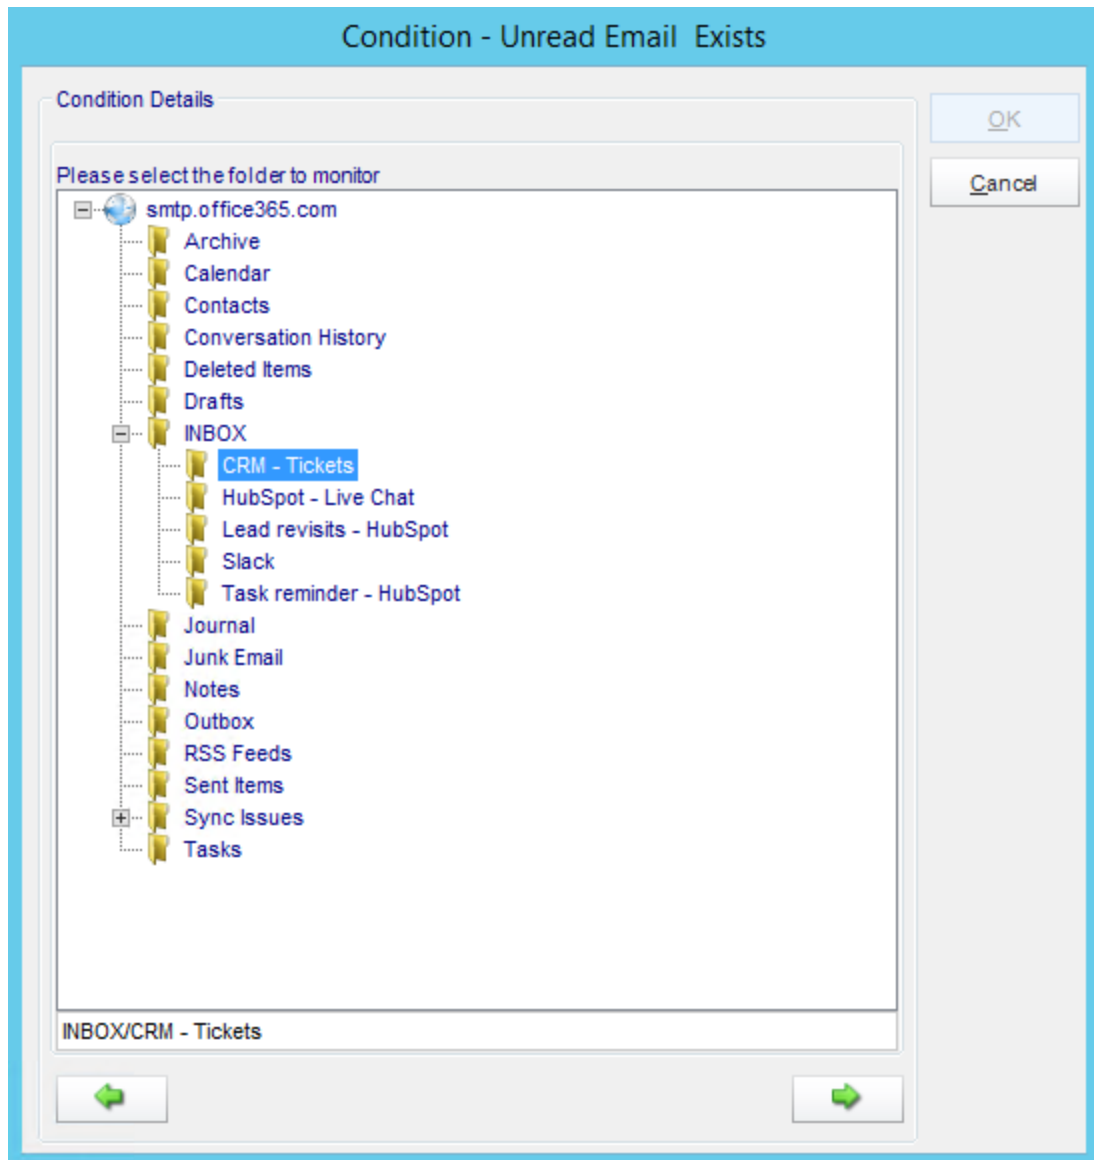 Condition - Unread Email  Exists
Condition Details
OK
Please select the folder to monitor
Cancel
smtp.office365.com
Archive
Calendar
Contacts
Conversation History
Deleted Items
Drafts
INBOX
CRM - Tickets
HubSpot - Live Chat
Lead revisits - HubSpot
Slack
Task reminder - HubSpot
Journal
Junk Email
Notes
Outbox
RSS Feeds
Sent Items
Sync Issues
Tasks
INBOX/CRM - Tickets